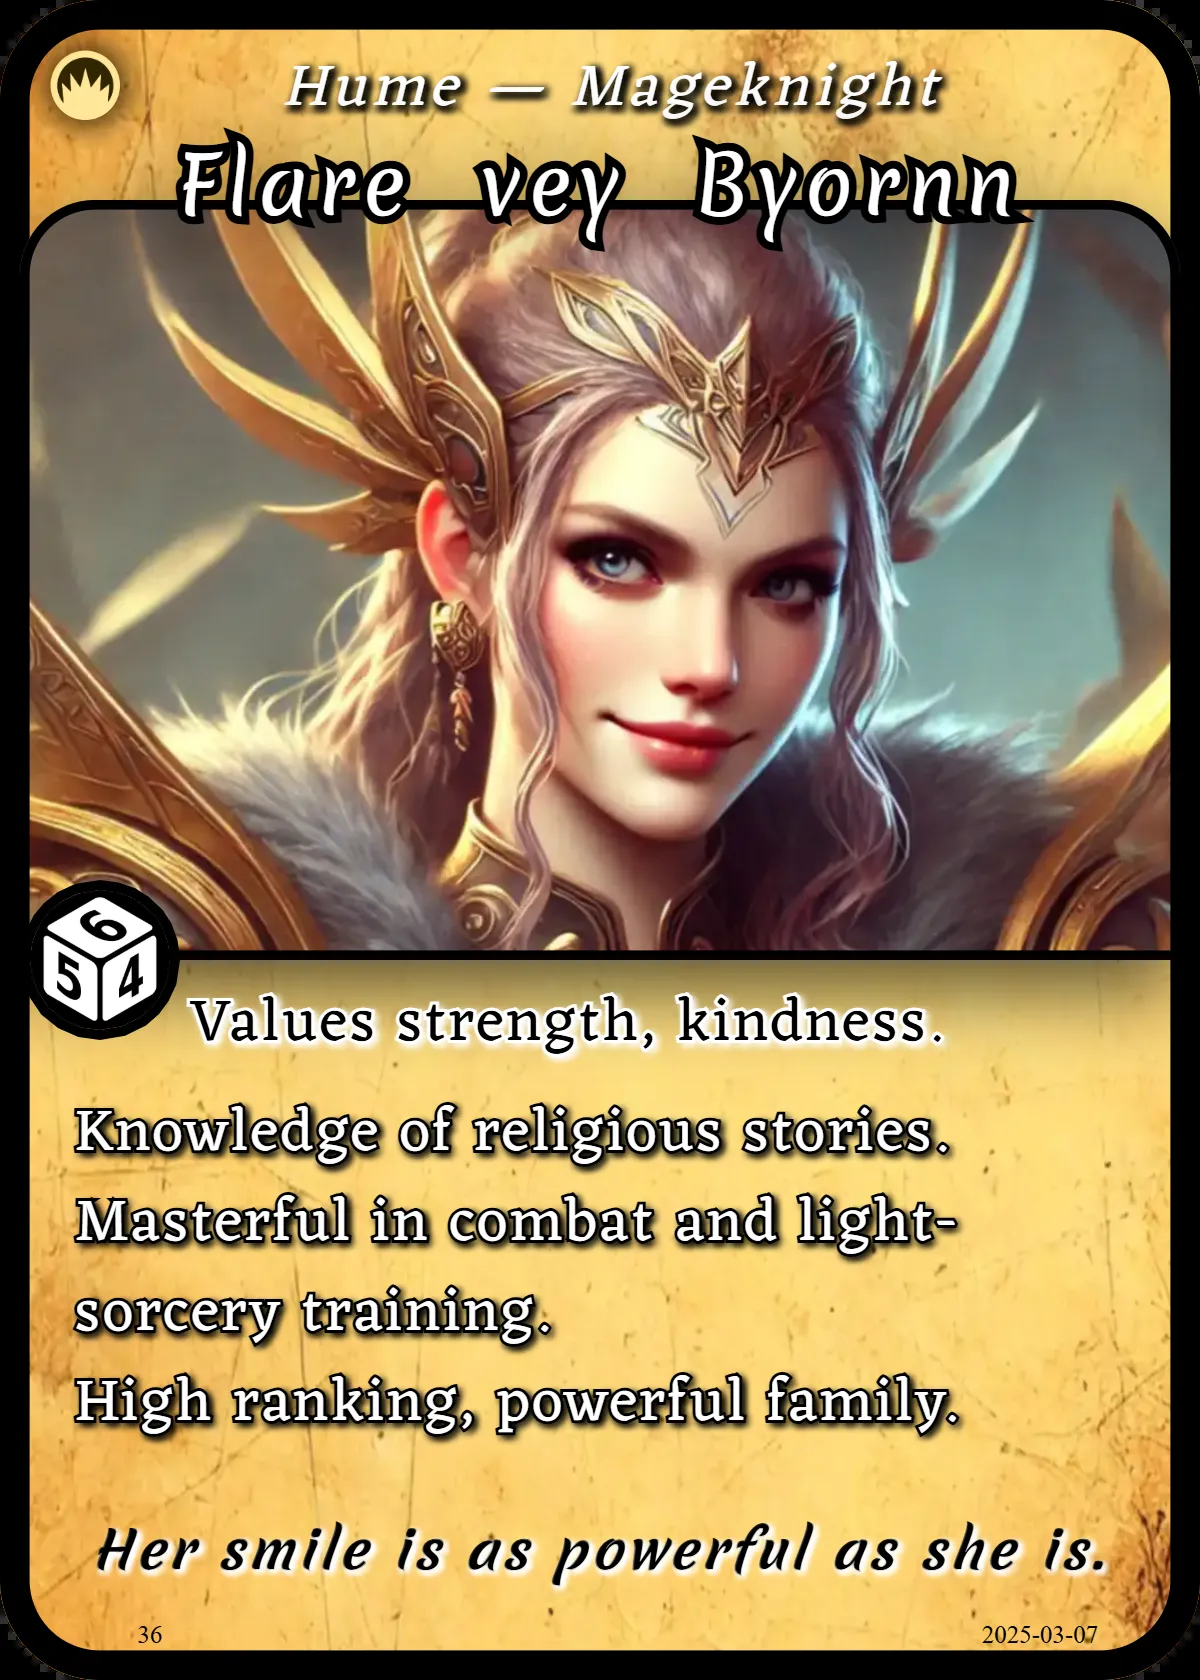 Hume — Mageknight
Flare vey Byornn
6
5 4
Values strength, kindness.
Knowledge of religious stories.
Masterful in combat and light-
sorcery training.
High ranking, powerful family.
Her smile is as powerful as she is.
36 2025-03-07